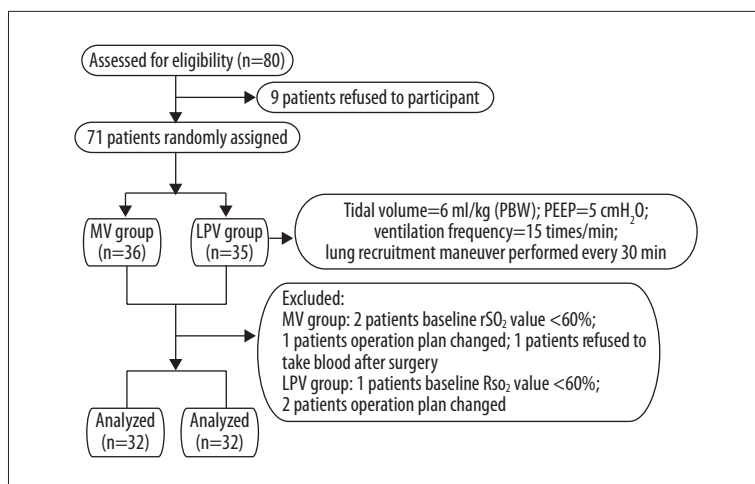 Assessed for eligibility (n=80)
9 patients refused to participant
71 patients randomly assigned
MV group
(n=36)
LPV group
(n=35)
Tidal volume=6 ml/kg (PBW); PEEP=5 cmH₂O;
ventilation frequency=15 times/min;
lung recruitment maneuver performed every 30 min
Excluded:
MV group: 2 patients baseline rSO₂ value <60%;
1 patients operation plan changed; 1 patients refused to
take blood after surgery
LPV group: 1 patients baseline Rso₂ value <60%;
2 patients operation plan changed
Analyzed
(n=32)
Analyzed
(n=32)